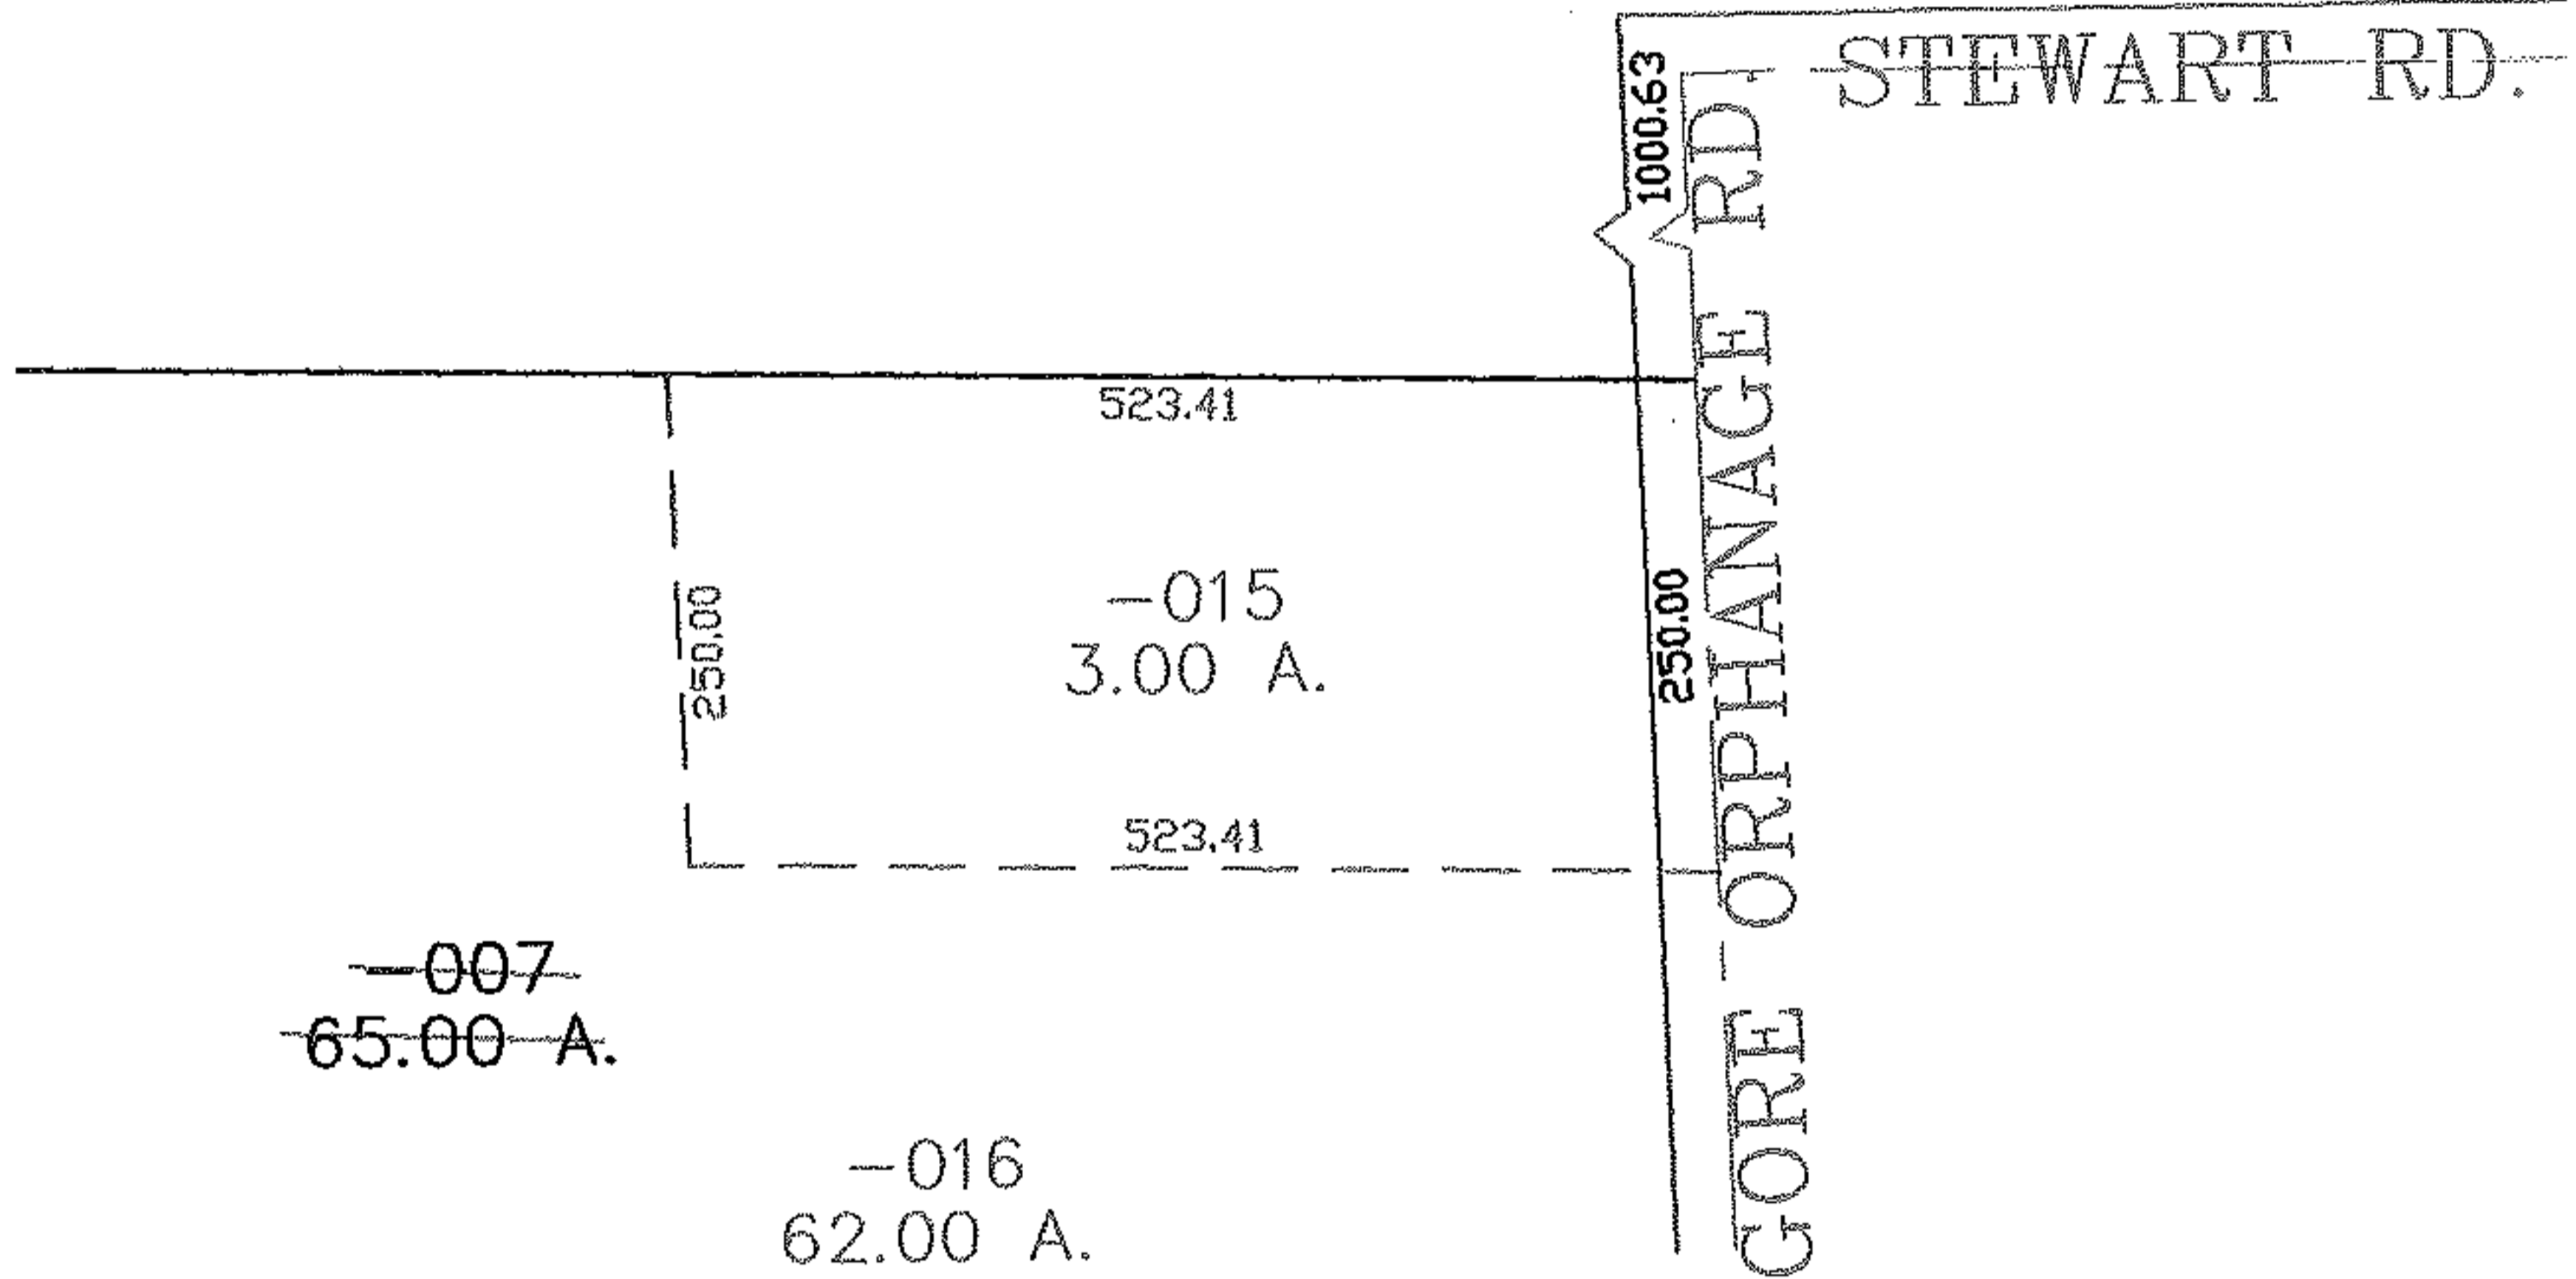 STEWART RD.
1000.63
GORE ORPHANAGE RD.
523.41
250.00
-015
3.00 A.
250.00
523.41
-007
65.00 A.
-016
62.00 A.